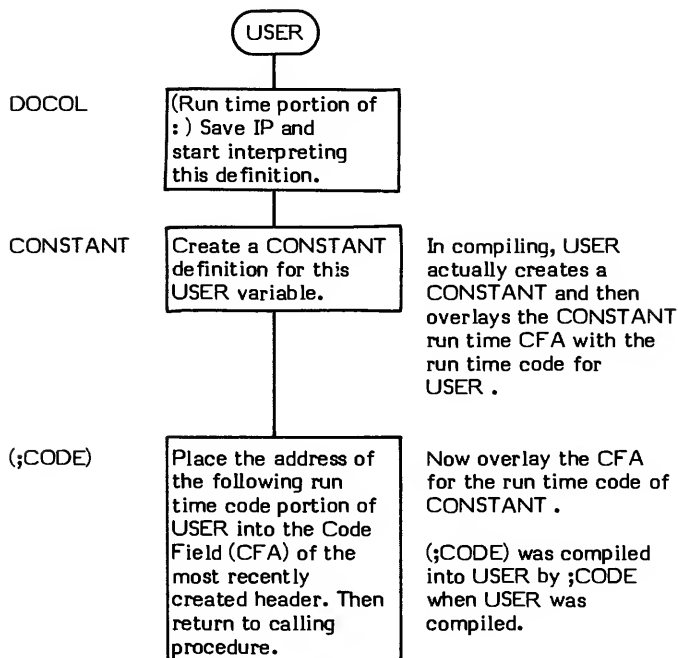 USER
DOCOL
(Run time portion of
: ) Save IP and
start interpreting
this definition.
CONSTANT
Create a CONSTANT
definition for this
USER variable.
In compiling, USER
actually creates a
CONSTANT and then
overlays the CONSTANT
run time CFA with the
run time code for
USER .
(;CODE)
Place the address of
the following run
time code portion of
USER into the Code
Field (CFA) of the
most recently
created header. Then
return to calling
procedure.
Now overlay the CFA
for the run time code of
CONSTANT .
(;CODE) was compiled
into USER by ;CODE
when USER was
compiled.